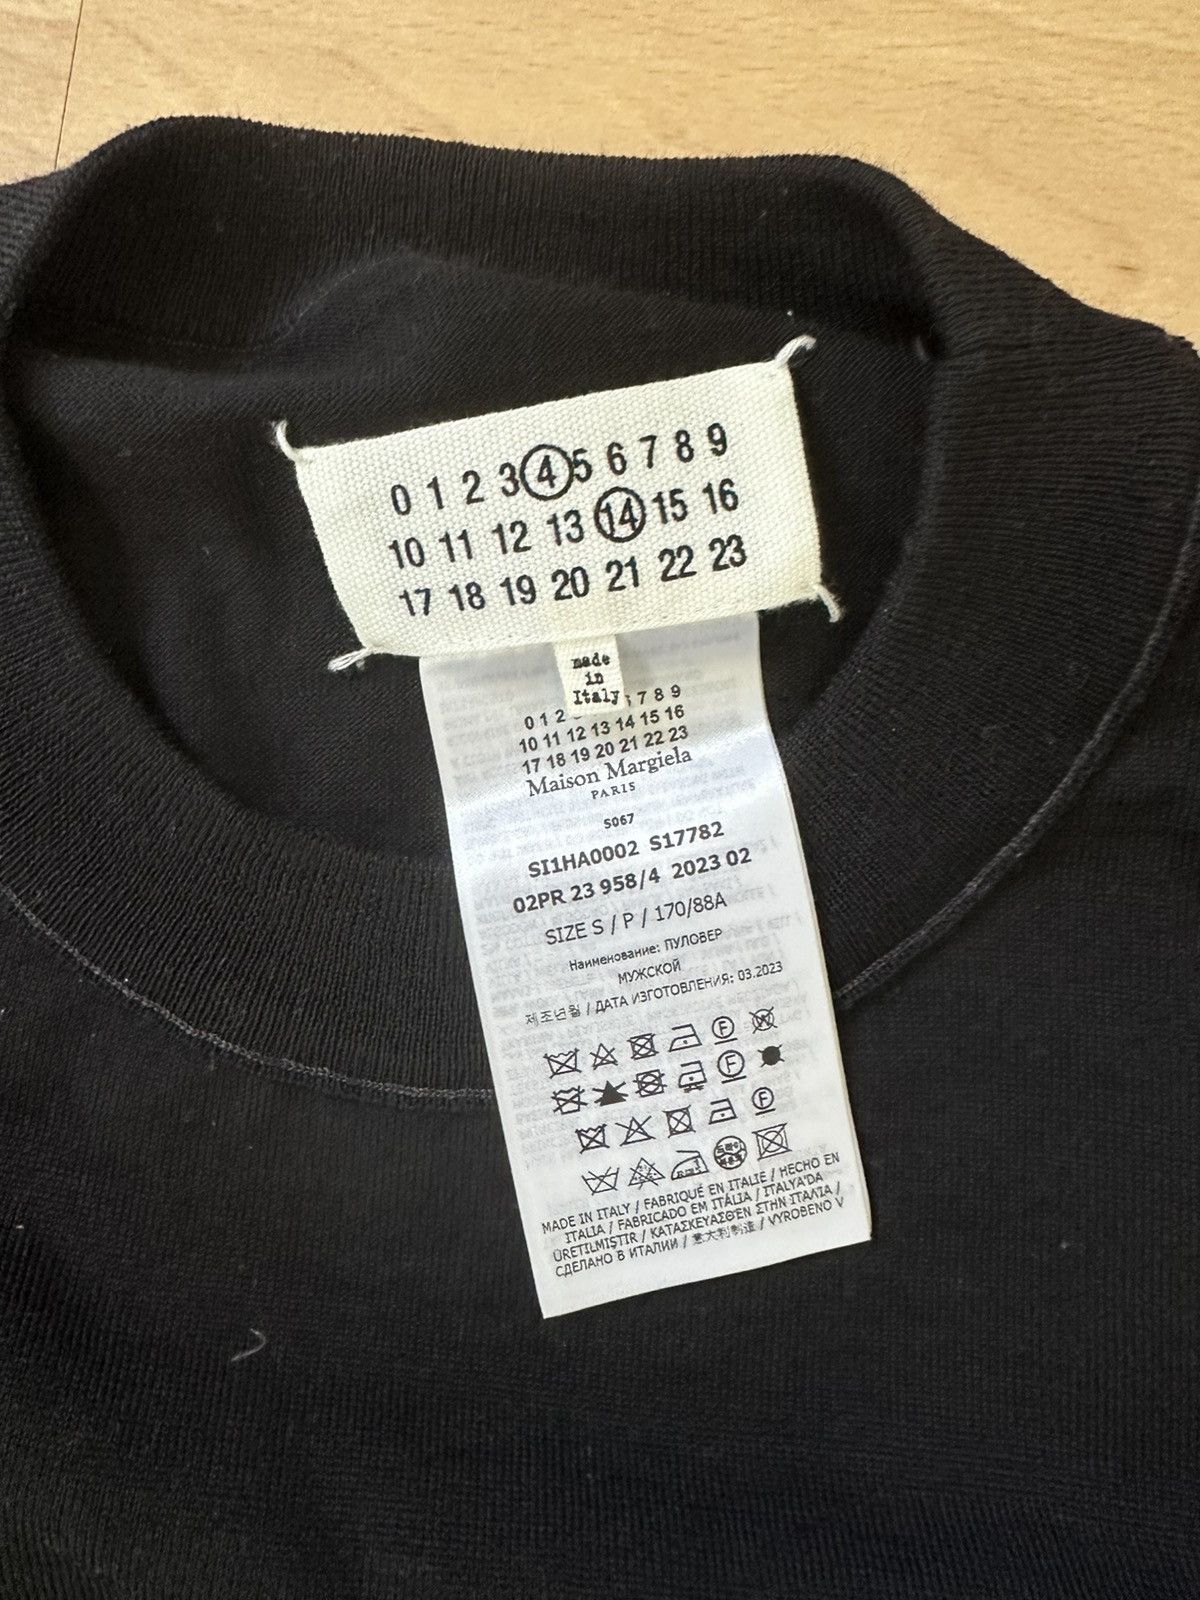 0 1 2 3 4 5 6 7 8 9
10 11 12 13 14 15 16
17 18 19 20 21 22 23
made
in
Italy
0 1 2 7 8 9
10 11 12 13 14 15 16
17 18 19 20 21 22 23
Maison Margiela
PARIS
S067
SI1HA0002 S17782
02PR 23 958/4 2023 02
SIZE S / P / 170/88A
Наименование: ПУЛОВЕР
МУЖСКОЙ
제조년월 / ДАТА ИЗГОТОВЛЕНИЯ: 03.2023
F W
F
F
MADE IN ITALY / FABRIQUÉ EN ITALIE / HECHO EN
ITALIA / FABRICADO EM ITÁLIA / ITALYA'DA
ÜRETILMIŞTIR / ΚΑΤΑΣΚΕΥΑΣΘΕΝ ΣΤΗΝ ΙΤΑΛΙΑ /
СДЕЛАНО В ИТАЛИИ / 意大利制造 / VYROBENO V